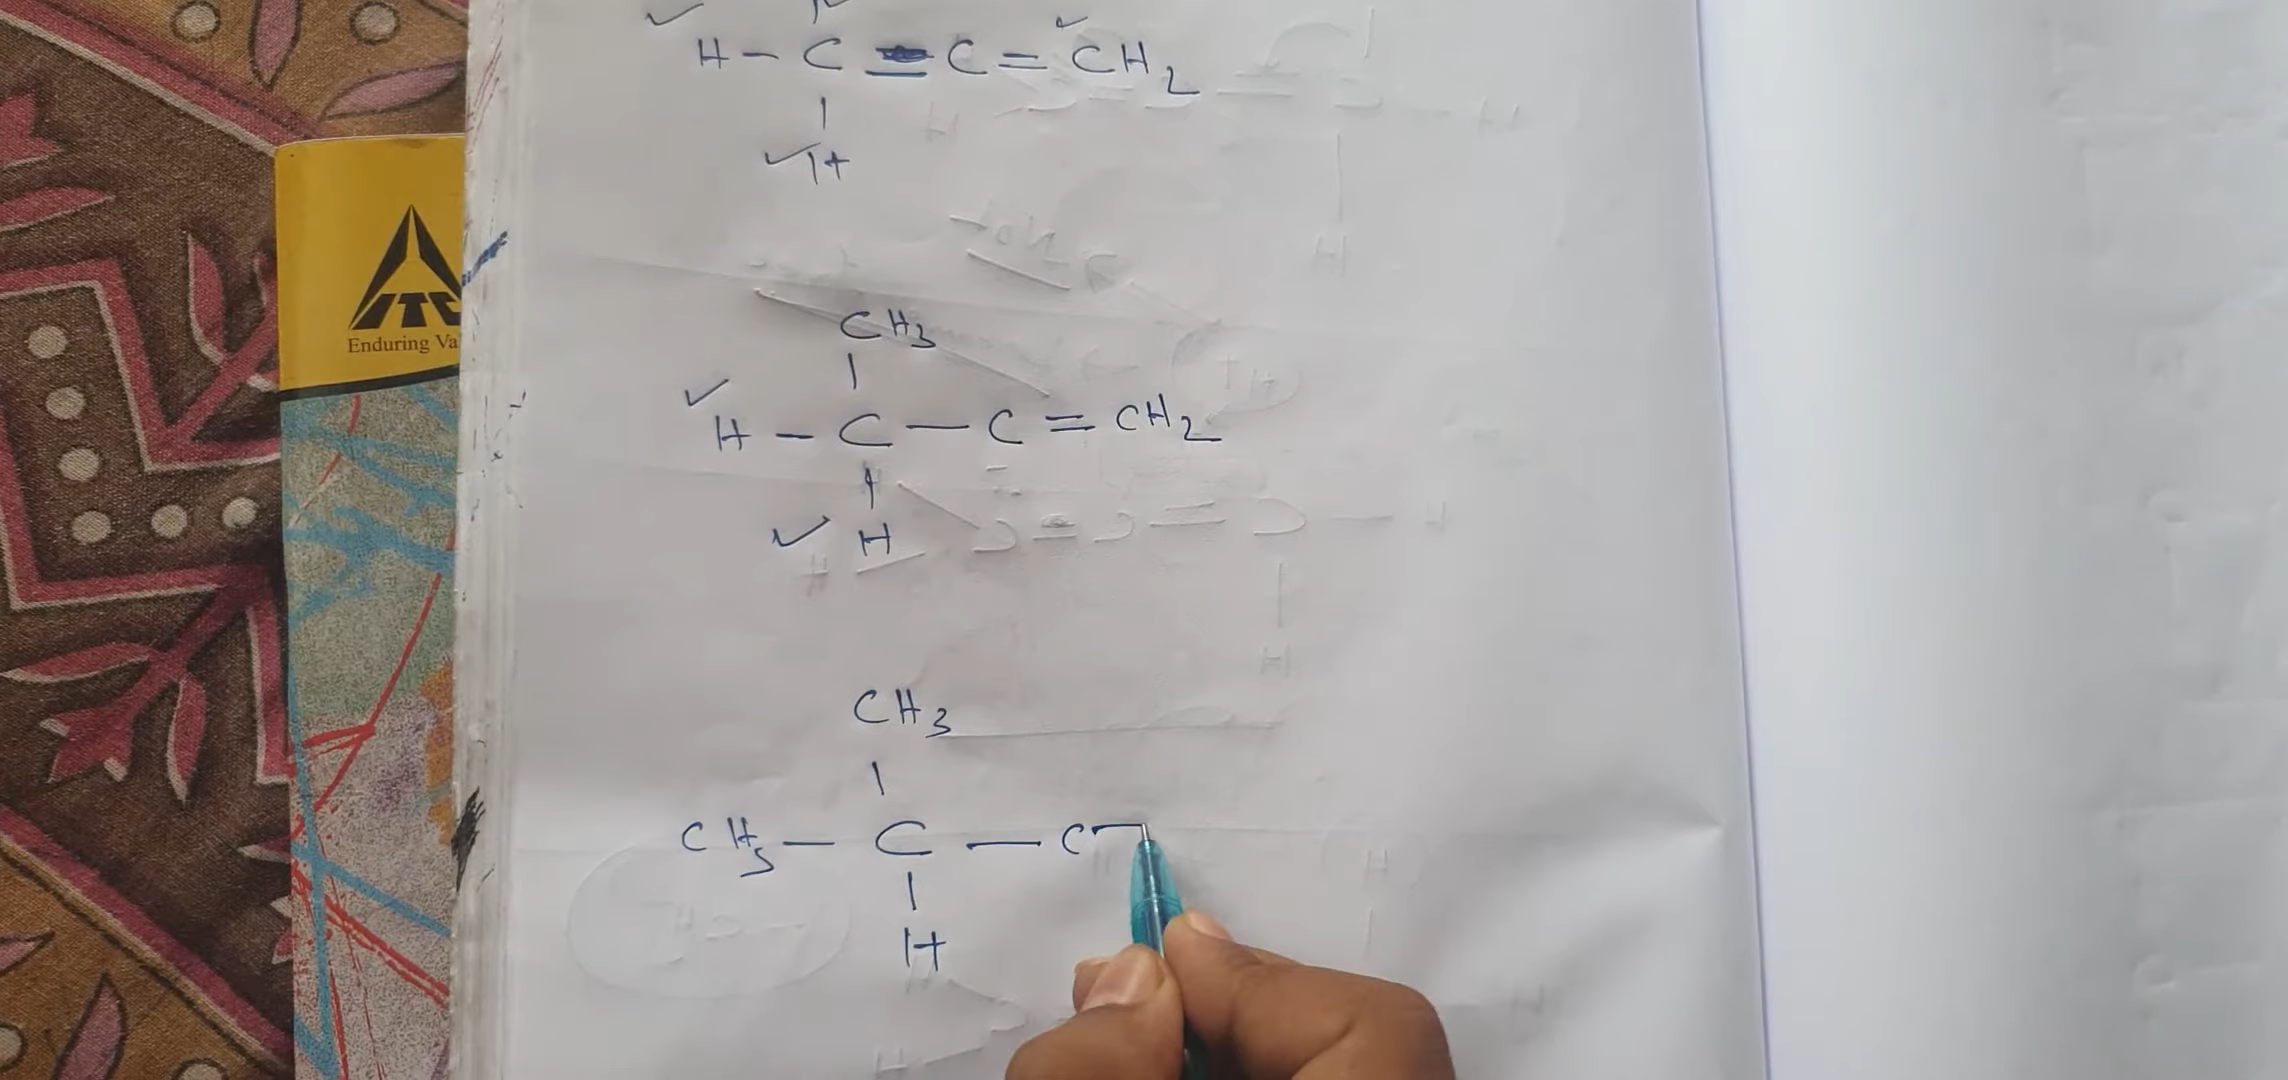 H - C = C = CH2
H
CH3
H - C - C = CH2
H
CH3
CH3 - C - C -
H
ITC
Enduring Va